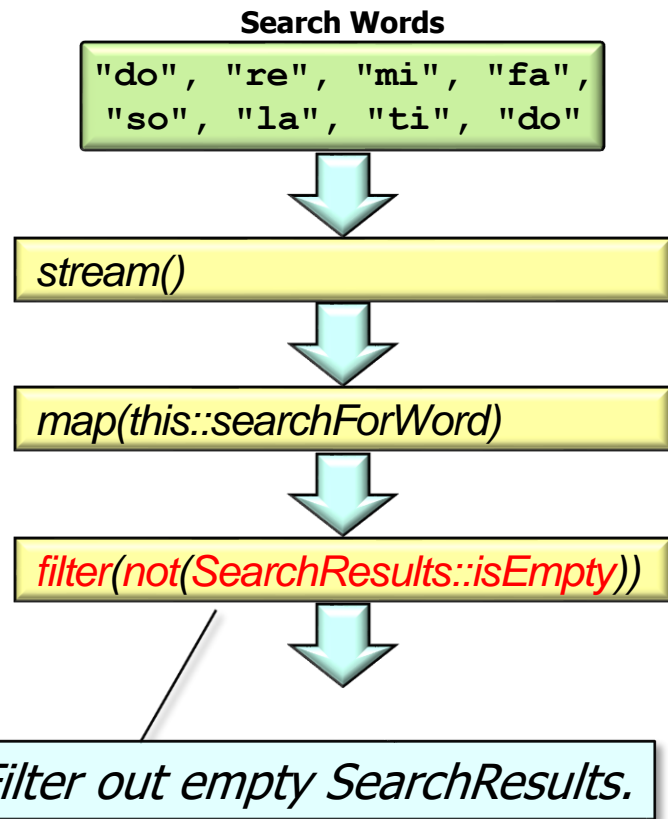 Search Words
"do", "re", "mi", "fa",
"so", "la", "ti", "do"
stream()
map(this::searchForWord)
filter(not(SearchResults::isEmpty))
Filter out empty SearchResults.